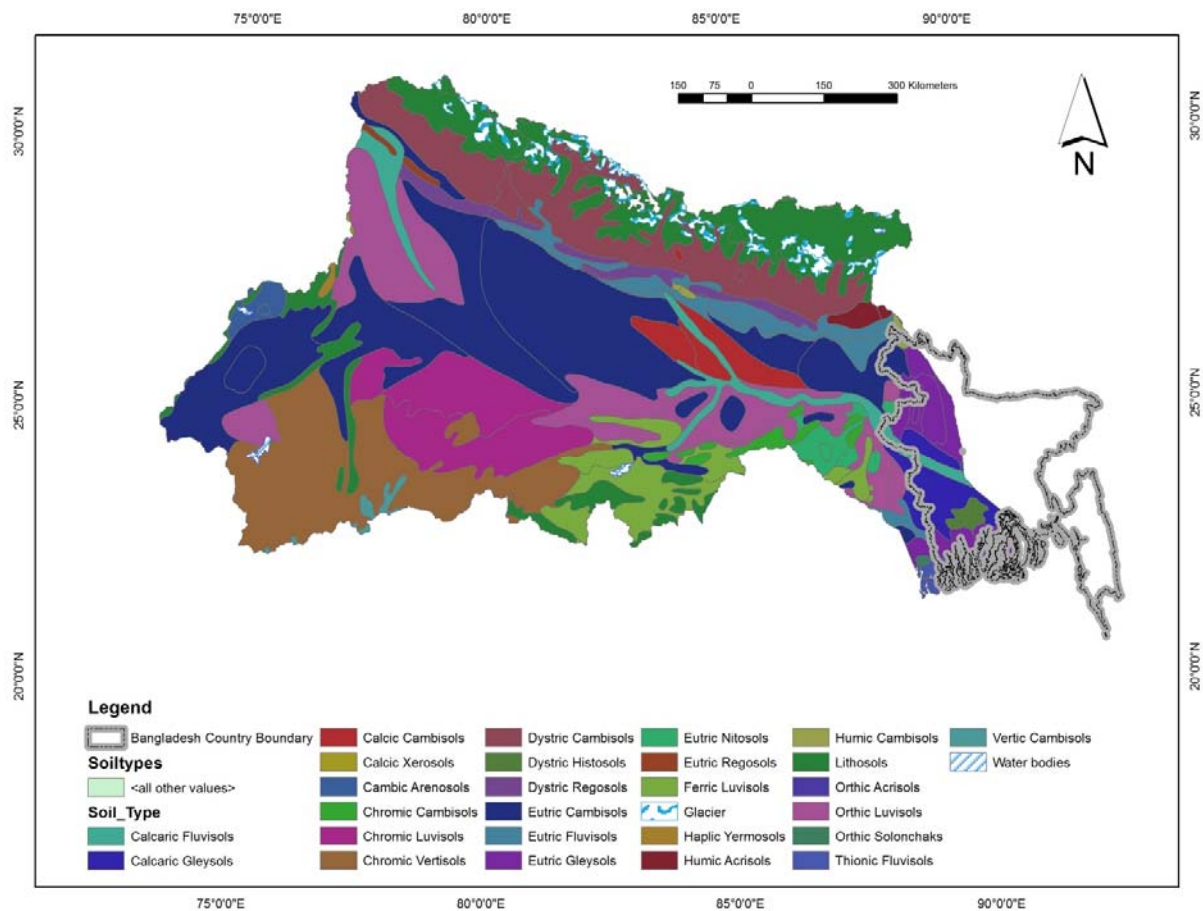 75°0'0"E 80°0'0"E 85°0'0"E 90°0'0"E
150 75 0 150 300 Kilometers
N
30°0'0"N
30°0'0"N
25°0'0"N
25°0'0"N
20°0'0"N
20°0'0"N
Legend
Bangladesh Country Boundary
Soiltypes
<all other values>
Soil_Type
Calcaric Fluvisols
Calcaric Gleysols
Calcic Cambisols
Calcic Xerosols
Cambic Arenosols
Chromic Cambisols
Chromic Luvisols
Chromic Vertisols
Dystric Cambisols
Dystric Histosols
Dystric Regosols
Eutric Cambisols
Eutric Fluvisols
Eutric Gleysols
Eutric Nitosols
Eutric Regosols
Ferric Luvisols
Glacier
Haplic Yermosols
Humic Acrisols
Humic Cambisols
Lithosols
Orthic Acrisols
Orthic Luvisols
Orthic Solonchaks
Thionic Fluvisols
Vertic Cambisols
Water bodies
75°0'0"E 80°0'0"E 85°0'0"E 90°0'0"E